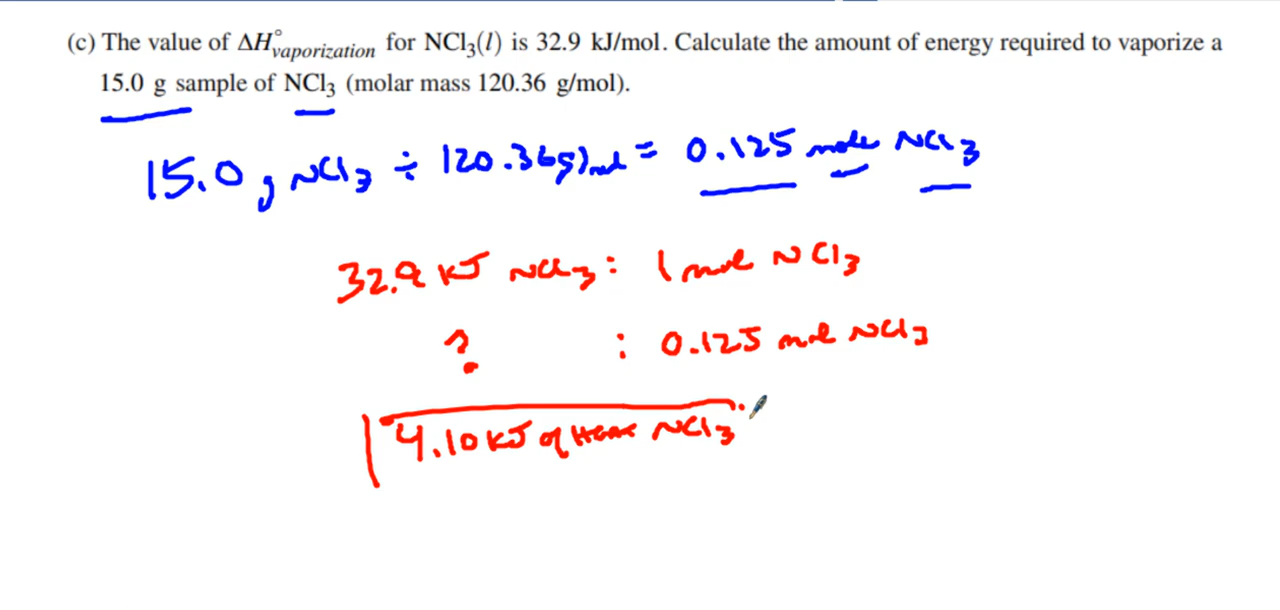 (c) The value of ΔH°vaporization for NCl3(l) is 32.9 kJ/mol. Calculate the amount of energy required to vaporize a
15.0 g sample of NCl3 (molar mass 120.36 g/mol).
15.0 g NCl3 ÷ 120.36 g/mol = 0.125 mole NCl3
32.9 kJ NCl3 : 1 mol NCl3
? : 0.125 mol NCl3
4.10 kJ of Heat NCl3